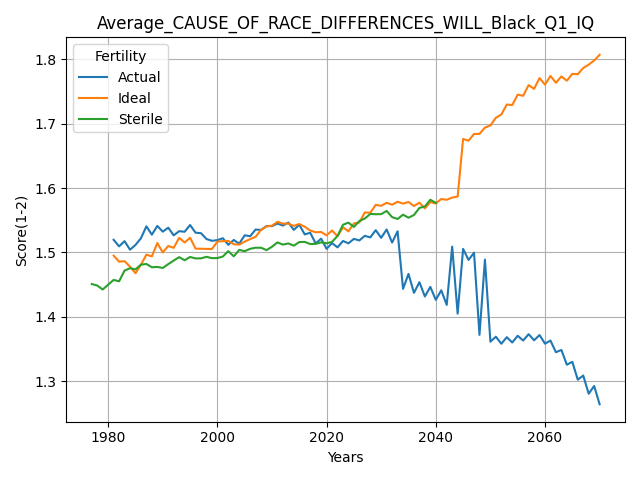 Average_CAUSE_OF_RACE_DIFFERENCES_WILL_Black_Q1_IQ
Fertility
Actual
Ideal
Sterile
1.8
1.7
1.6
1.5
1.4
1.3
Score(1-2)
1980
2000
2020
2040
2060
Years